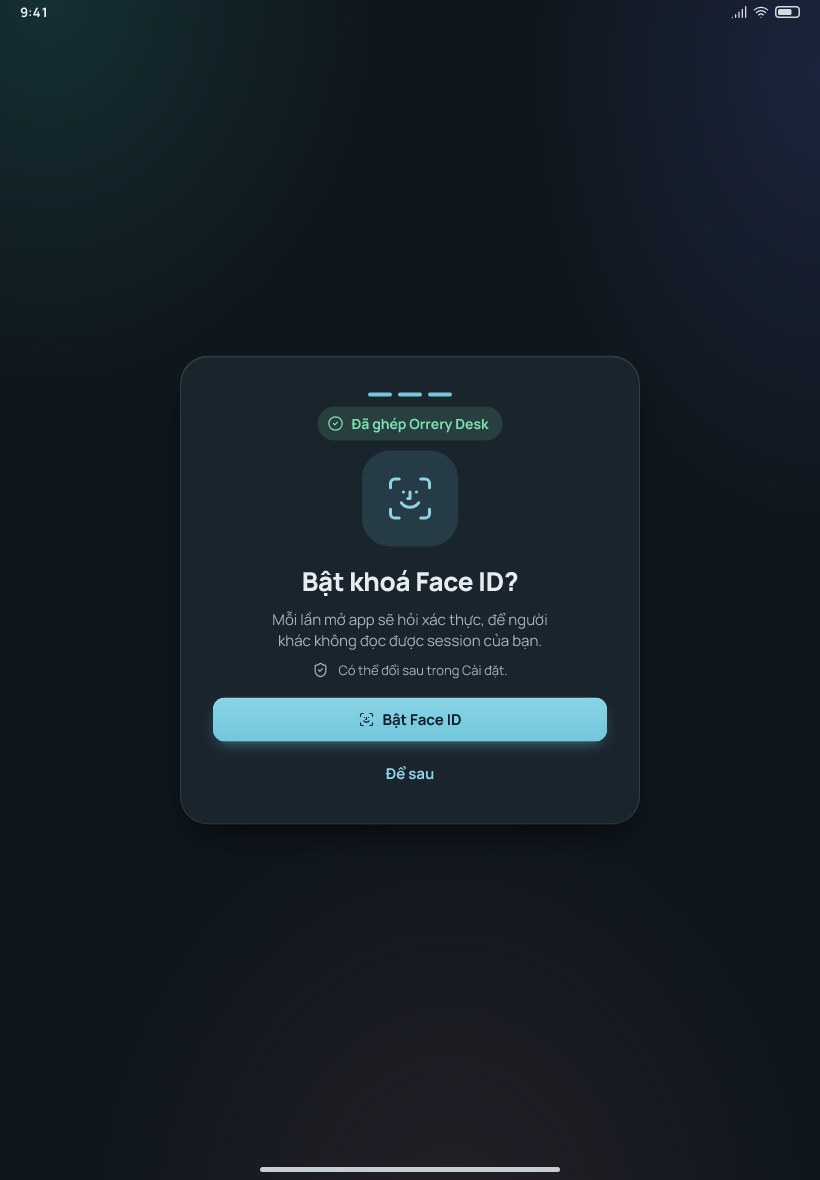 9:41
Đã ghép Orrery Desk
Bật khoá Face ID?
Mỗi lần mở app sẽ hỏi xác thực, để người
khác không đọc được session của bạn.
Có thể đổi sau trong Cài đặt.
Bật Face ID
Để sau